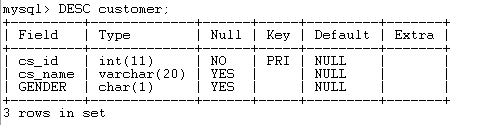 mysql> DESC customer;
+---------+-------------+------+-----+---------+-------+
| Field   | Type        | Null | Key | Default | Extra |
+---------+-------------+------+-----+---------+-------+
| cs_id   | int(11)     | NO   | PRI | NULL    |       |
| cs_name | varchar(20) | YES  |     | NULL    |       |
| GENDER  | char(1)     | YES  |     | NULL    |       |
+---------+-------------+------+-----+---------+-------+
3 rows in set